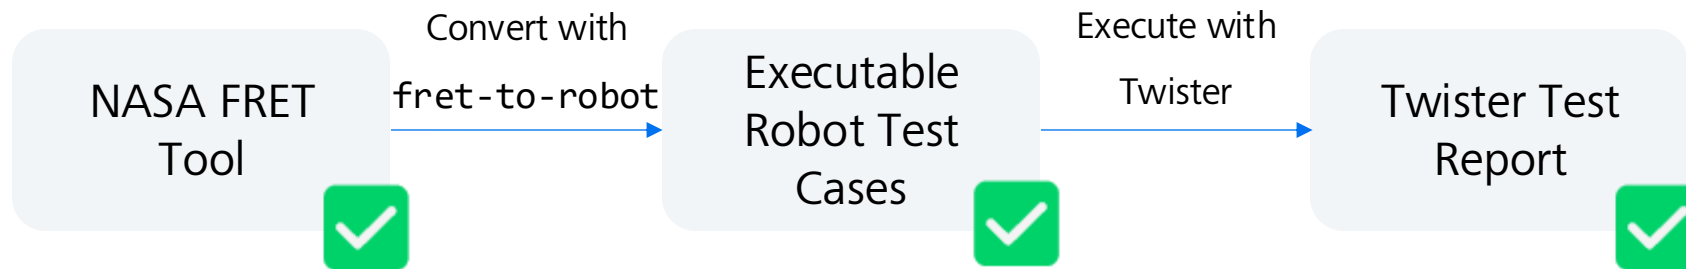 NASA FRET
Tool
Convert with
fret-to-robot
Executable
Robot Test
Cases
Execute with
Twister
Twister Test
Report